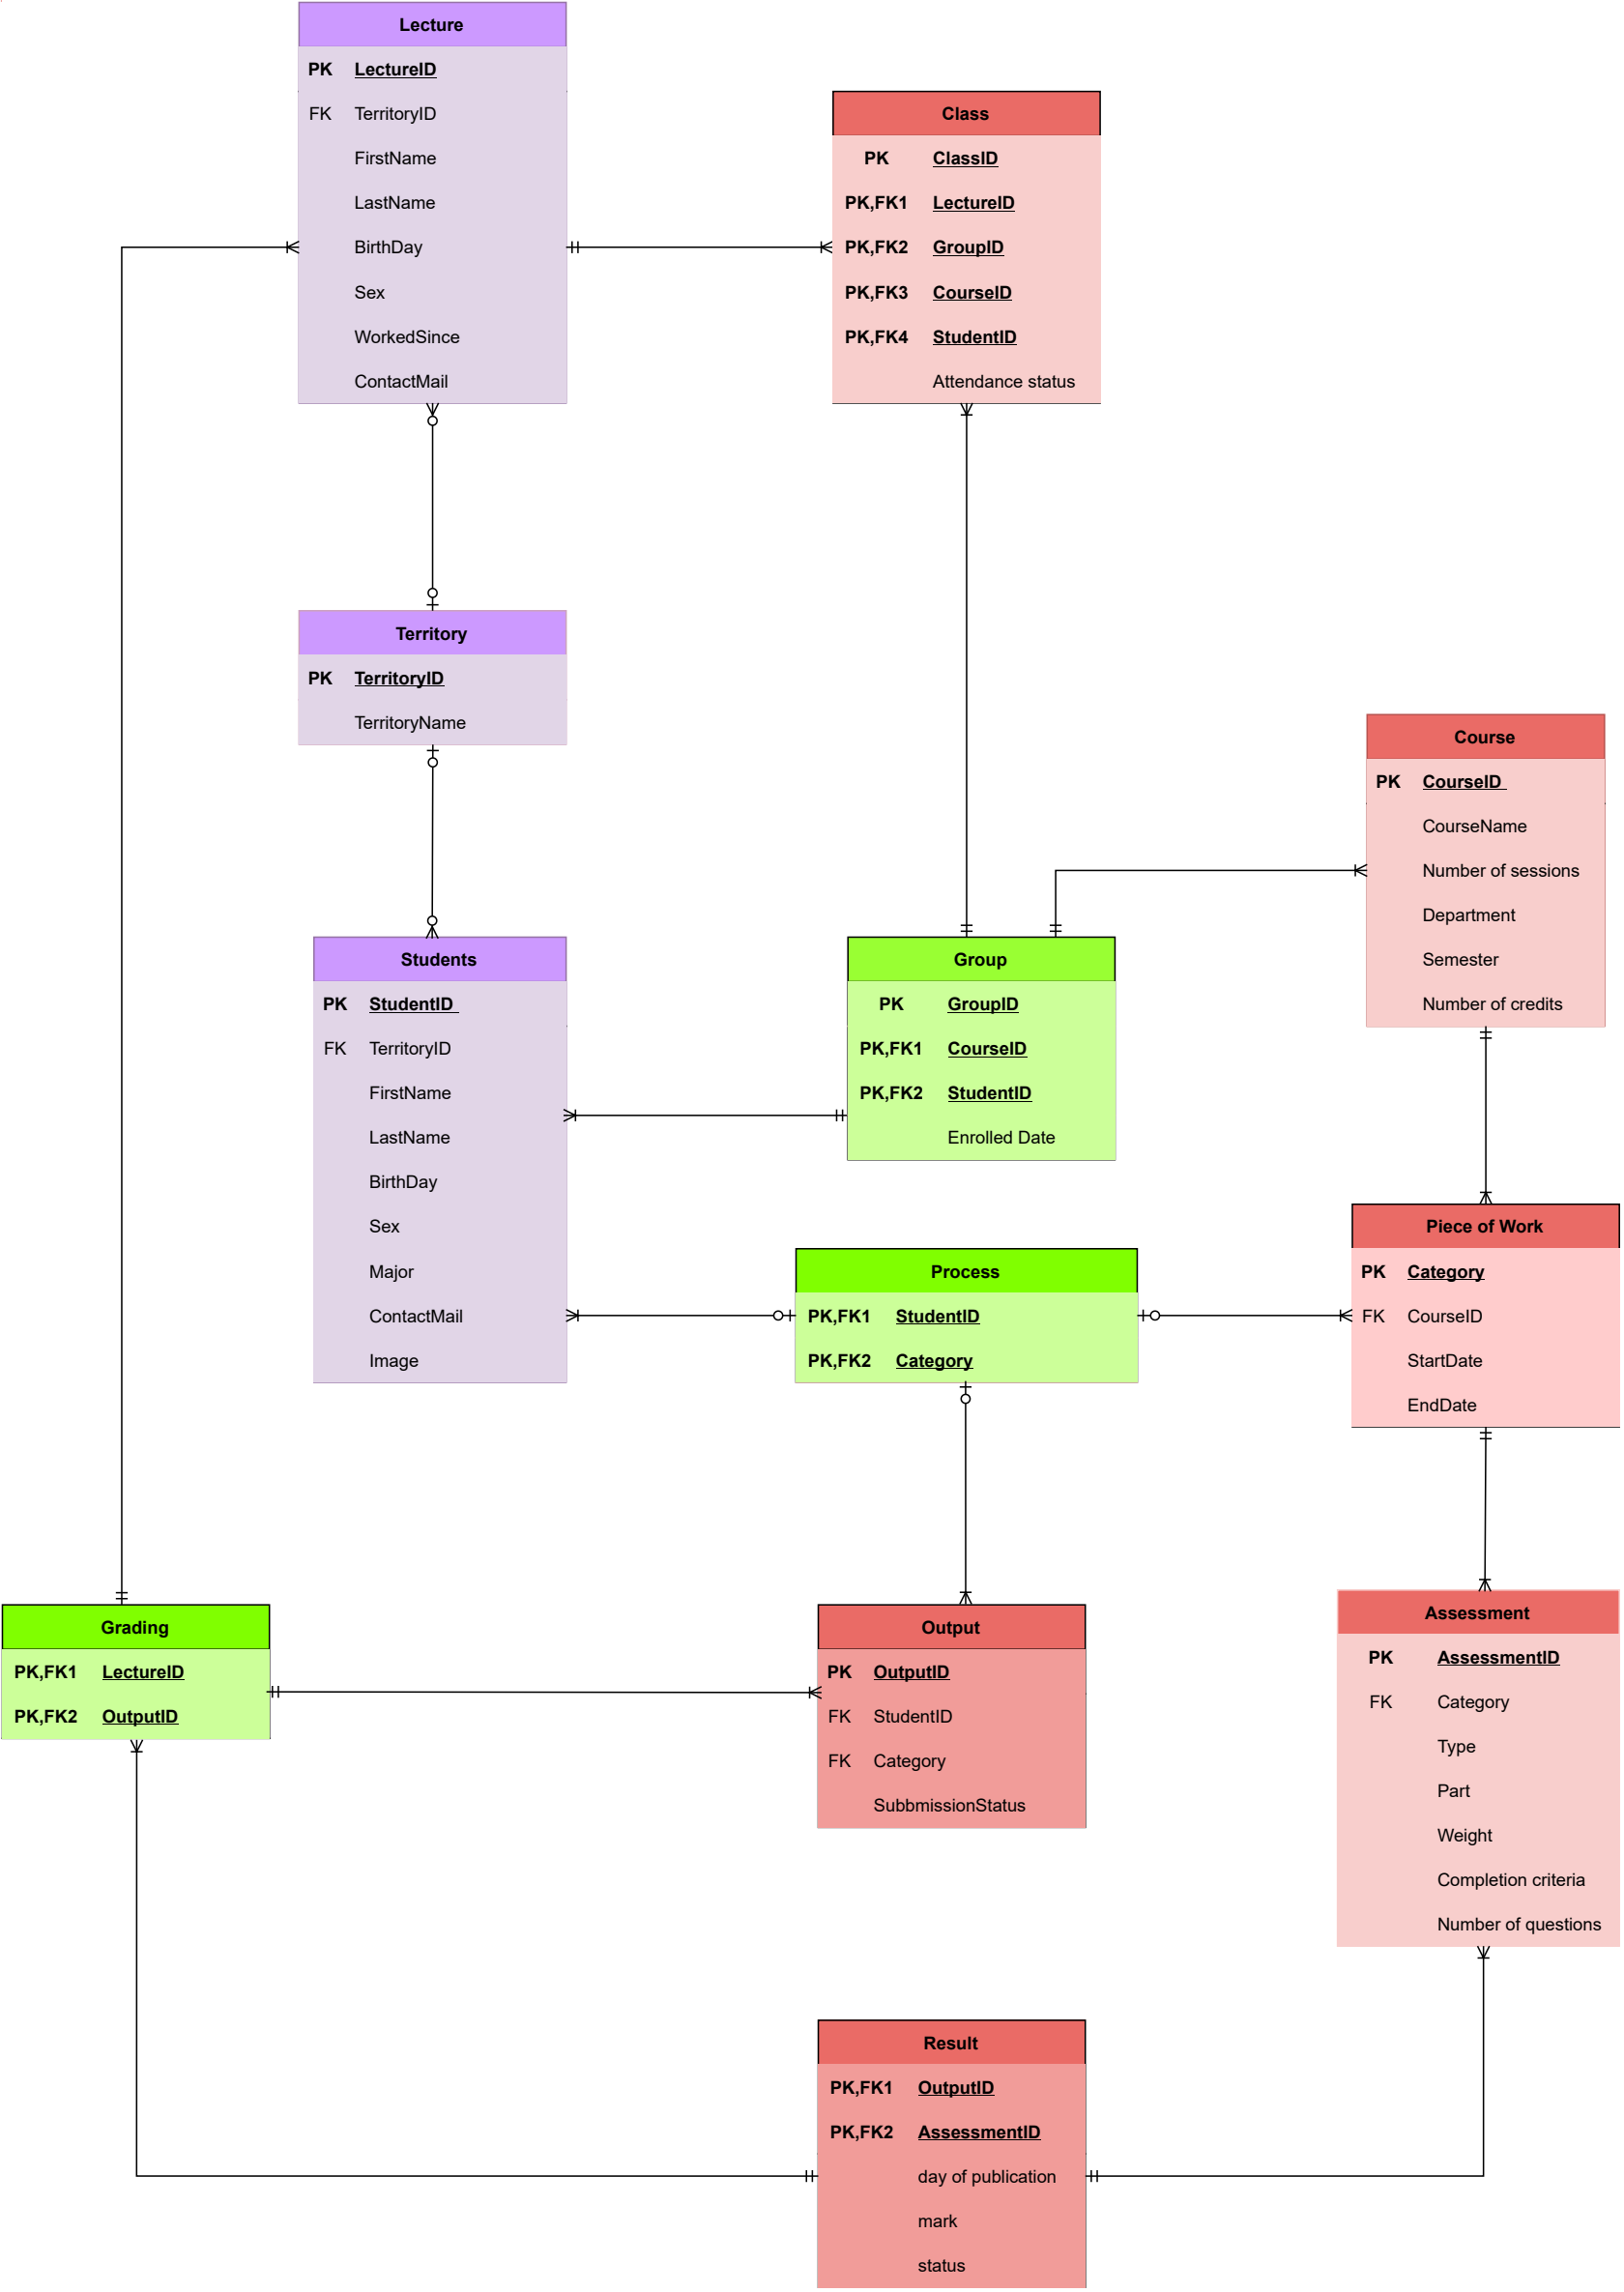 Lecture
PK LectureID
FK TerritoryID
FirstName
LastName
BirthDay
Sex
WorkedSince
ContactMail
Class
PK ClassID
PK,FK1 LectureID
PK,FK2 GroupID
PK,FK3 CourseID
PK,FK4 StudentID
Attendance status
Territory
PK TerritoryID
TerritoryName
Course
PK CourseID
CourseName
Number of sessions
Department
Semester
Number of credits
Students
PK StudentID
FK TerritoryID
FirstName
LastName
BirthDay
Sex
Major
ContactMail
Image
Group
PK GroupID
PK,FK1 CourseID
PK,FK2 StudentID
Enrolled Date
Process
PK,FK1 StudentID
PK,FK2 Category
Piece of Work
PK Category
FK CourseID
StartDate
EndDate
Grading
PK,FK1 LectureID
PK,FK2 OutputID
Output
PK OutputID
FK StudentID
FK Category
SubbmissionStatus
Assessment
PK AssessmentID
FK Category
Type
Part
Weight
Completion criteria
Number of questions
Result
PK,FK1 OutputID
PK,FK2 AssessmentID
day of publication
mark
status